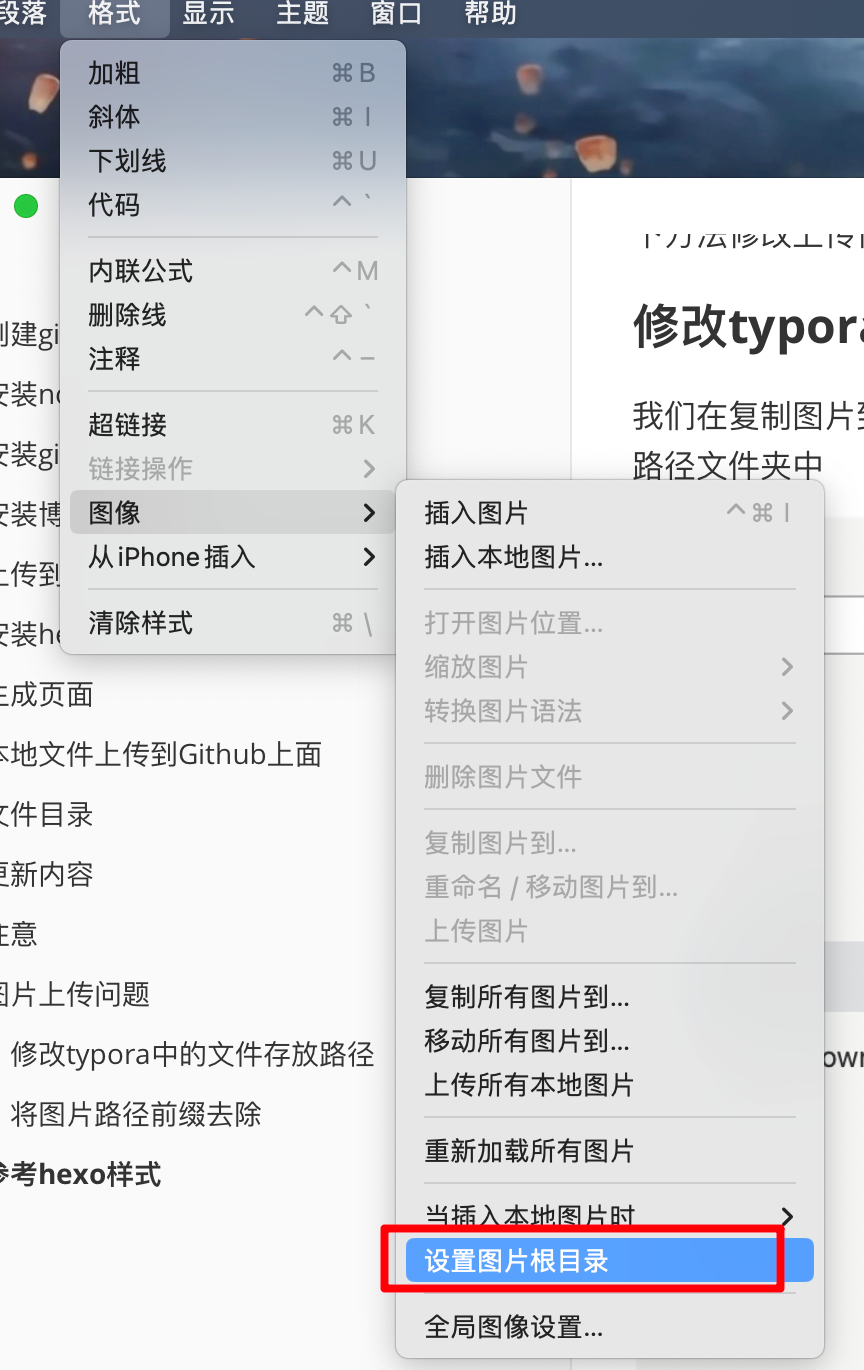 段落 格式 显示 主题 窗口 帮助
加粗 ⌘ B
斜体 ⌘ I
下划线 ⌘ U
代码 ^ `
内联公式 ^ M
删除线 ^ ⇧ `
注释 ^ –
超链接 ⌘ K
链接操作 >
图像 >
从 iPhone 插入 >
清除样式 ⌘ \
插入图片 ^ ⌘ I
插入本地图片...
打开图片位置...
缩放图片 >
转换图片语法 >
删除图片文件
复制图片到...
重命名 / 移动图片到...
上传图片
复制所有图片到...
移动所有图片到...
上传所有本地图片
重新加载所有图片
当插入本地图片时 >
设置图片根目录
全局图像设置...
创建gi
安装no
安装gi
安装博
上传到
安装he
生成页面
本地文件上传到Github上面
文件目录
更新内容
注意
图片上传问题
修改typora中的文件存放路径
将图片路径前缀去除
参考hexo样式
个方法修改上传
修改typora
我们在复制图片到
路径文件夹中
own